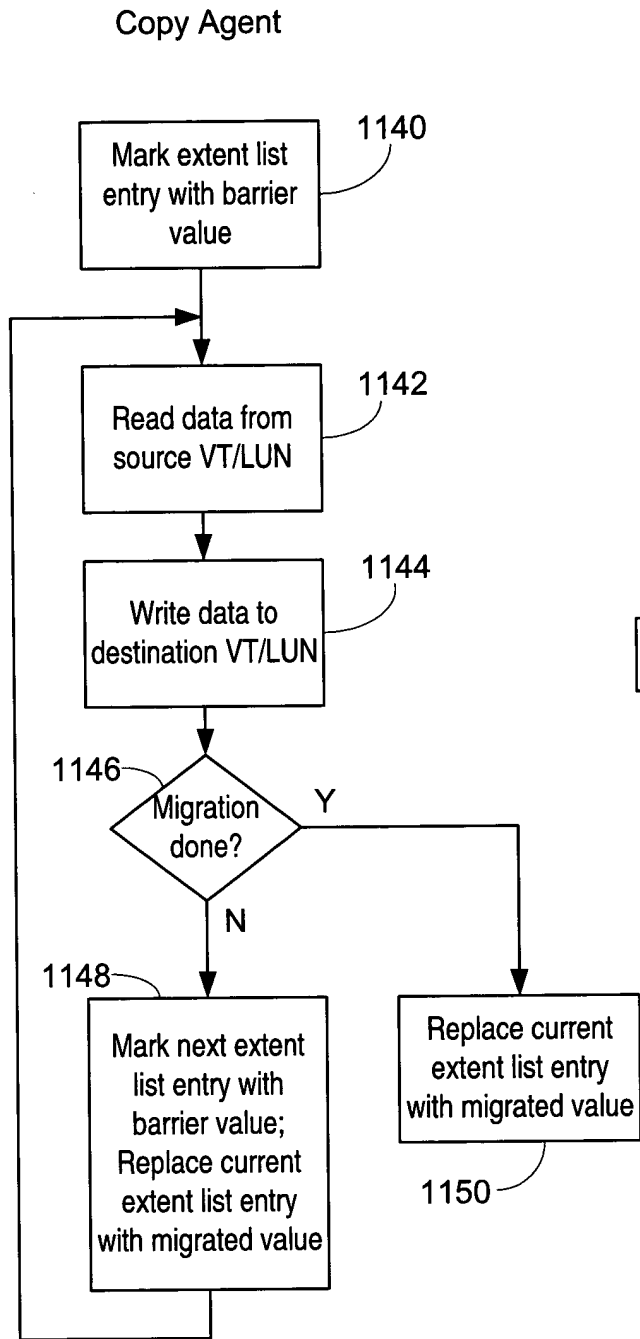 Copy Agent
1140
Mark extent list
entry with barrier
value
1142
Read data from
source VT/LUN
1144
Write data to
destination VT/LUN
1146
Migration
done?
Y
N
1148
Mark next extent
list entry with
barrier value;
Replace current
extent list entry
with migrated value
Replace current
extent list entry
with migrated value
1150